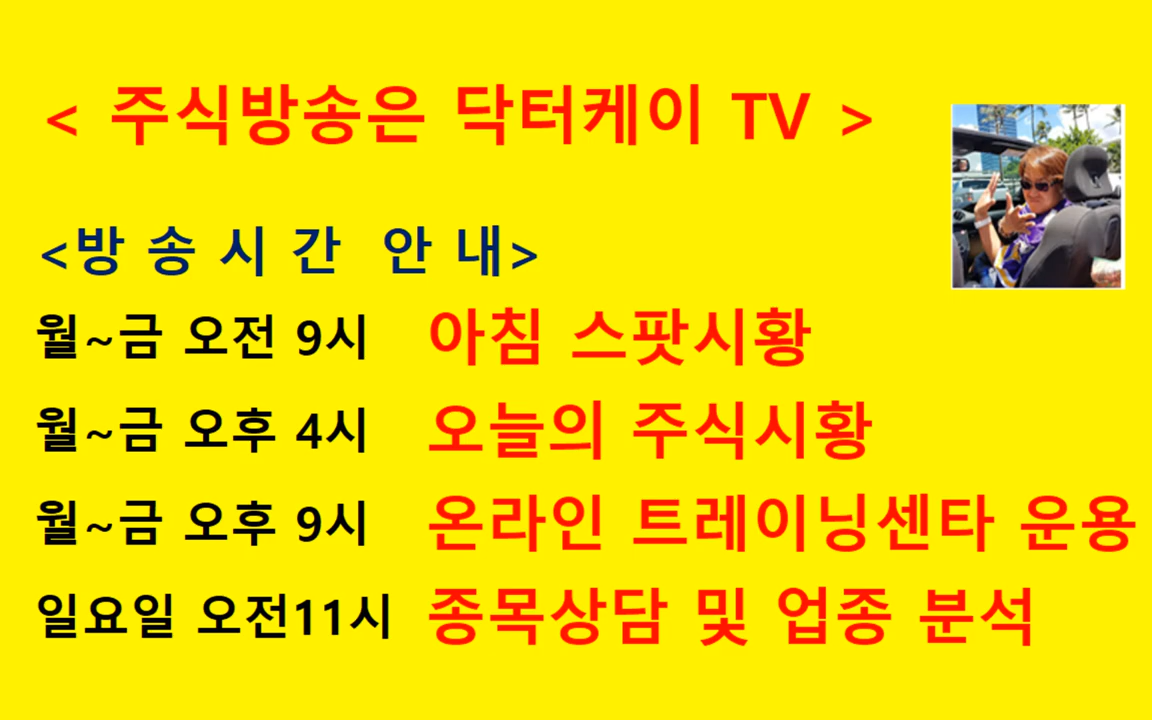 < 주식방송은 닥터케이 TV >
<방 송 시 간 안 내>
월~금 오전 9시 아침 스팟시황
월~금 오후 4시 오늘의 주식시황
월~금 오후 9시 온라인 트레이닝센타 운용
일요일 오전11시 종목상담 및 업종 분석